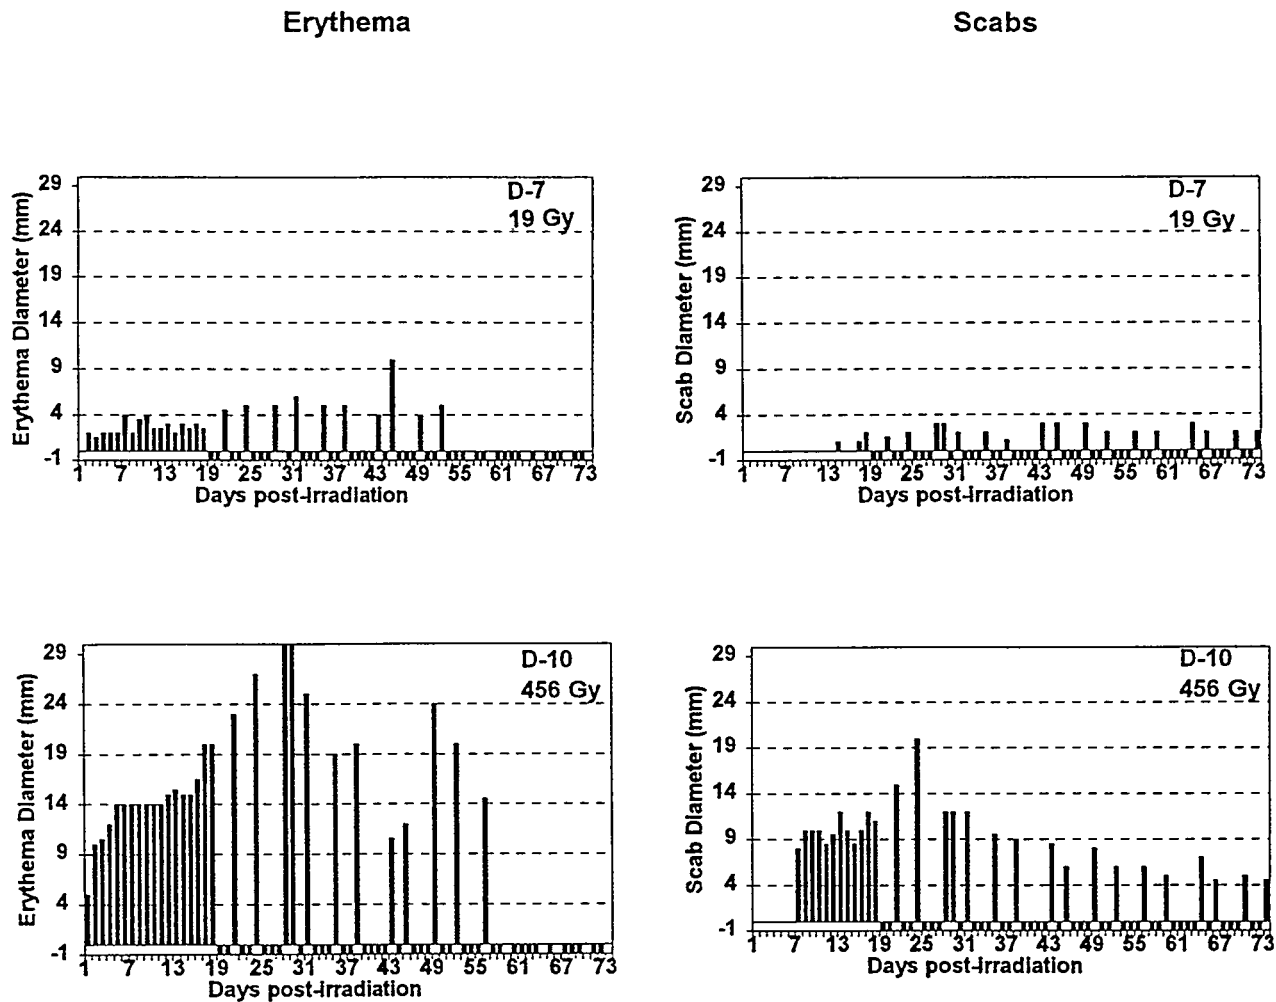 Erythema
Scabs
D-7
19 Gy
Erythema Diameter (mm)
29
24
19
14
9
4
-1
1 7 13 19 25 31 37 43 49 55 61 67 73
Days post-irradiation
D-7
19 Gy
Scab Diameter (mm)
29
24
19
14
9
4
-1
1 7 13 19 25 31 37 43 49 55 61 67 73
Days post-irradiation
D-10
456 Gy
Erythema Diameter (mm)
29
24
19
14
9
4
-1
1 7 13 19 25 31 37 43 49 55 61 67 73
Days post-irradiation
D-10
456 Gy
Scab Diameter (mm)
29
24
19
14
9
4
-1
1 7 13 19 25 31 37 43 49 55 61 67 73
Days post-irradiation